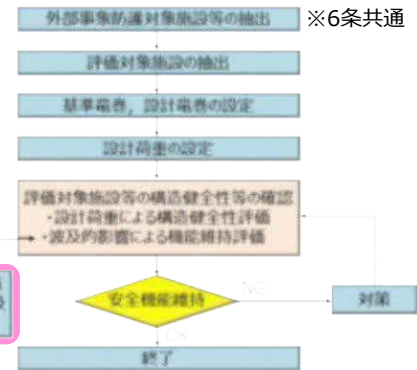 外部事象防護対象施設等の抽出 ※6条共通
評価対象施設の抽出
基準竜巻，設計竜巻の設定
設計荷重の設定
評価対象施設等の構造健全性等の確認
・設計荷重による構造健全性評価
・波及的影響による機能維持評価
安全機能維持
NG
対策
OK
終了